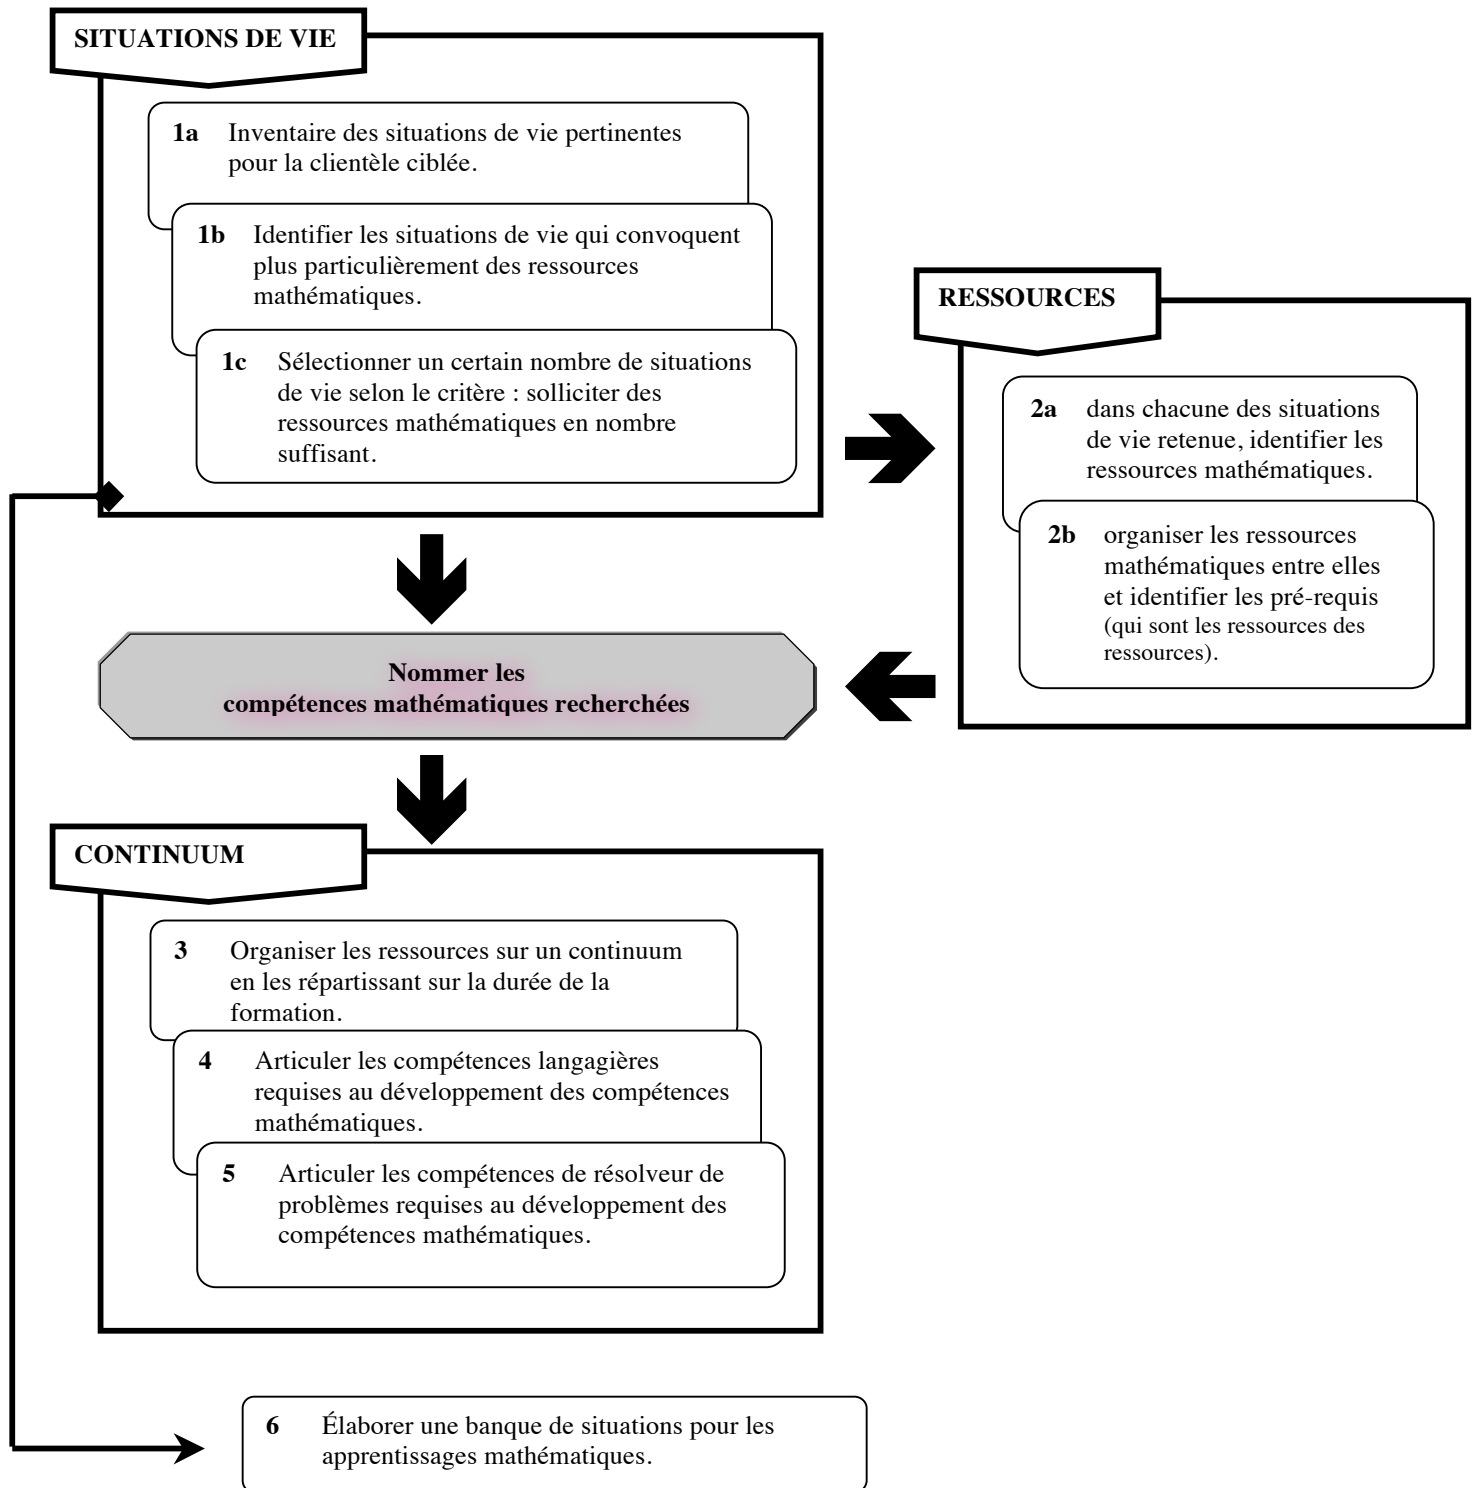 SITUATIONS DE VIE
1a Inventaire des situations de vie pertinentes
pour la clientèle ciblée.
1b Identifier les situations de vie qui convoquent
plus particulièrement des ressources
mathématiques.
1c Sélectionner un certain nombre de situations
de vie selon le critère : solliciter des
ressources mathématiques en nombre
suffisant.
RESSOURCES
2a dans chacune des situations
de vie retenue, identifier les
ressources mathématiques.
2b organiser les ressources
mathématiques entre elles
et identifier les pré-requis
(qui sont les ressources des
ressources).
Nommer les
compétences mathématiques recherchées
CONTINUUM
3 Organiser les ressources sur un continuum
en les répartissant sur la durée de la
formation.
4 Articuler les compétences langagières
requises au développement des compétences
mathématiques.
5 Articuler les compétences de résolveur de
problèmes requises au développement des
compétences mathématiques.
6 Élaborer une banque de situations pour les
apprentissages mathématiques.